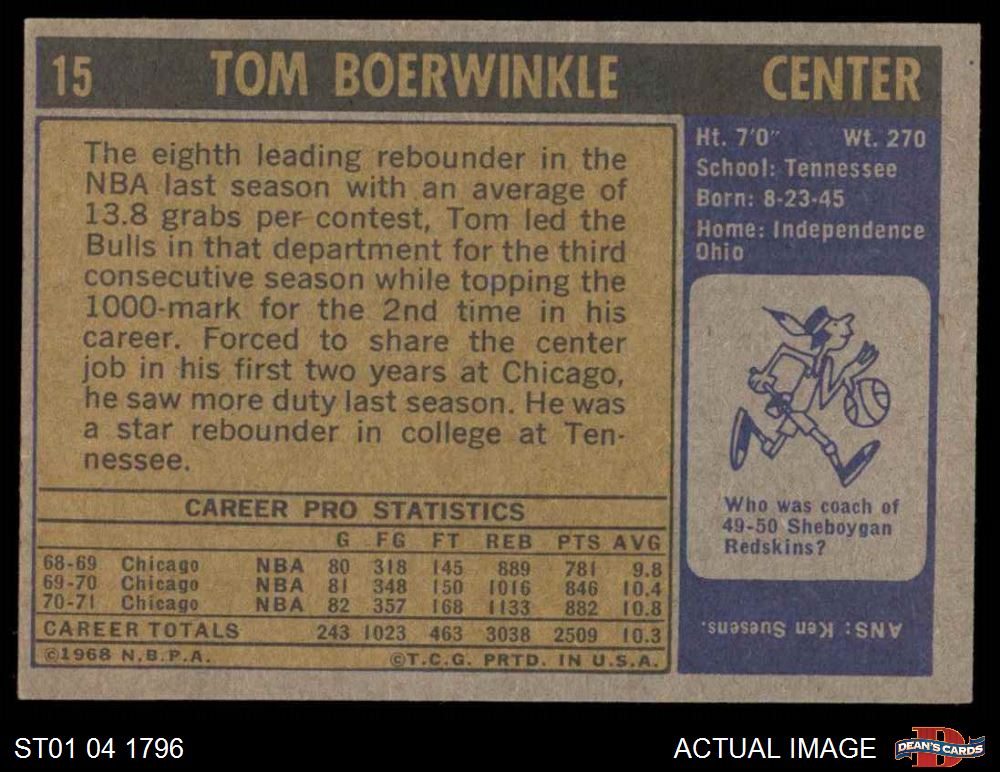 15 TOM BOERWINKLE CENTER
The eighth leading rebounder in the
NBA last season with an average of
13.8 grabs per contest, Tom led the
Bulls in that department for the third
consecutive season while topping the
1000-mark for the 2nd time in his
career. Forced to share the center
job in his first two years at Chicago,
he saw more duty last season. He was
a star rebounder in college at Ten-
nessee.
Ht. 7'0" Wt. 270
School: Tennessee
Born: 8-23-45
Home: Independence
Ohio
Who was coach of
49-50 Sheboygan
Redskins?
ANS: Ken Suesens.
CAREER PRO STATISTICS
G FG FT REB PTS AVG
68-69 Chicago NBA 80 318 145 889 781 9.8
69-70 Chicago NBA 81 348 150 1016 846 10.4
70-71 Chicago NBA 82 357 168 1133 882 10.8
CAREER TOTALS 243 1023 463 3038 2509 10.3
©1968 N.B.P.A. ©T.C.G. PRTD. IN U.S.A.
ST01 04 1796 ACTUAL IMAGE DEAN'S CARDS